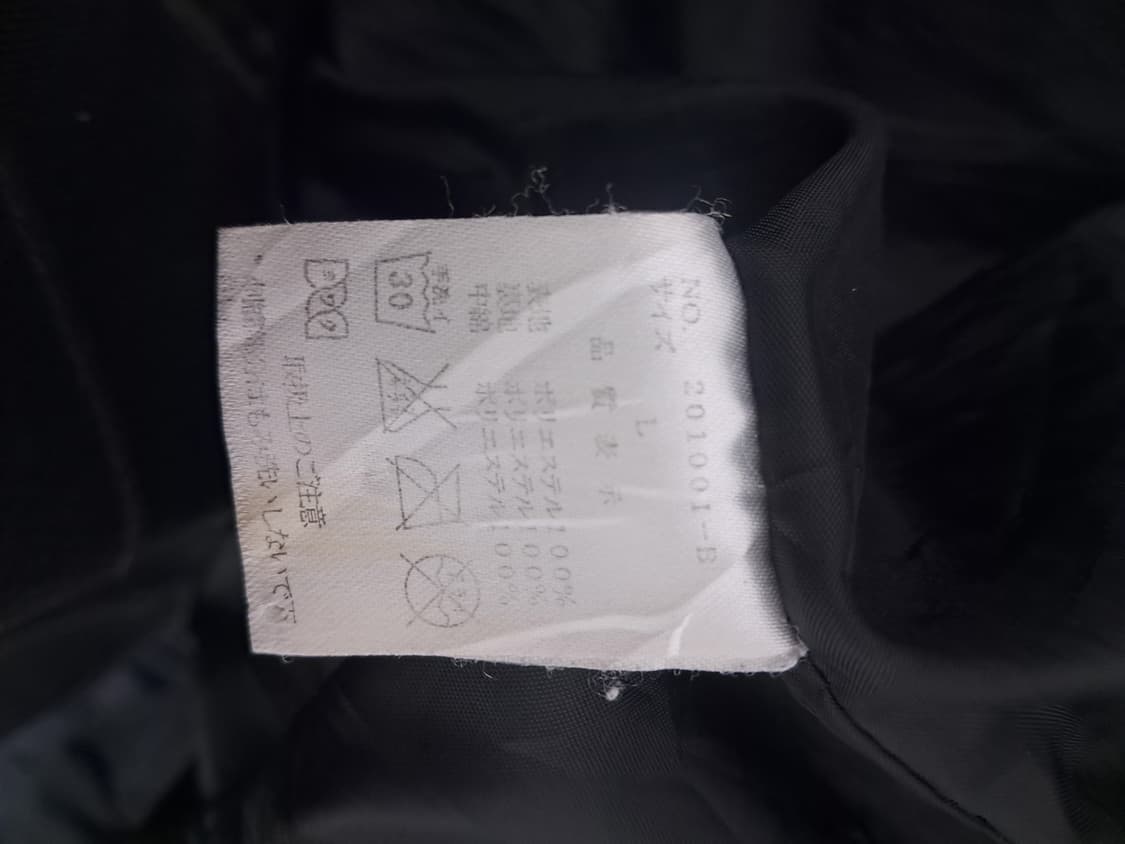 NO. 201001-B
サイズ L
品質表示
表地 ポリエステル100%
裏地 ポリエステル100%
中綿 ポリエステル100%
手洗イ
30
取扱上のご注意